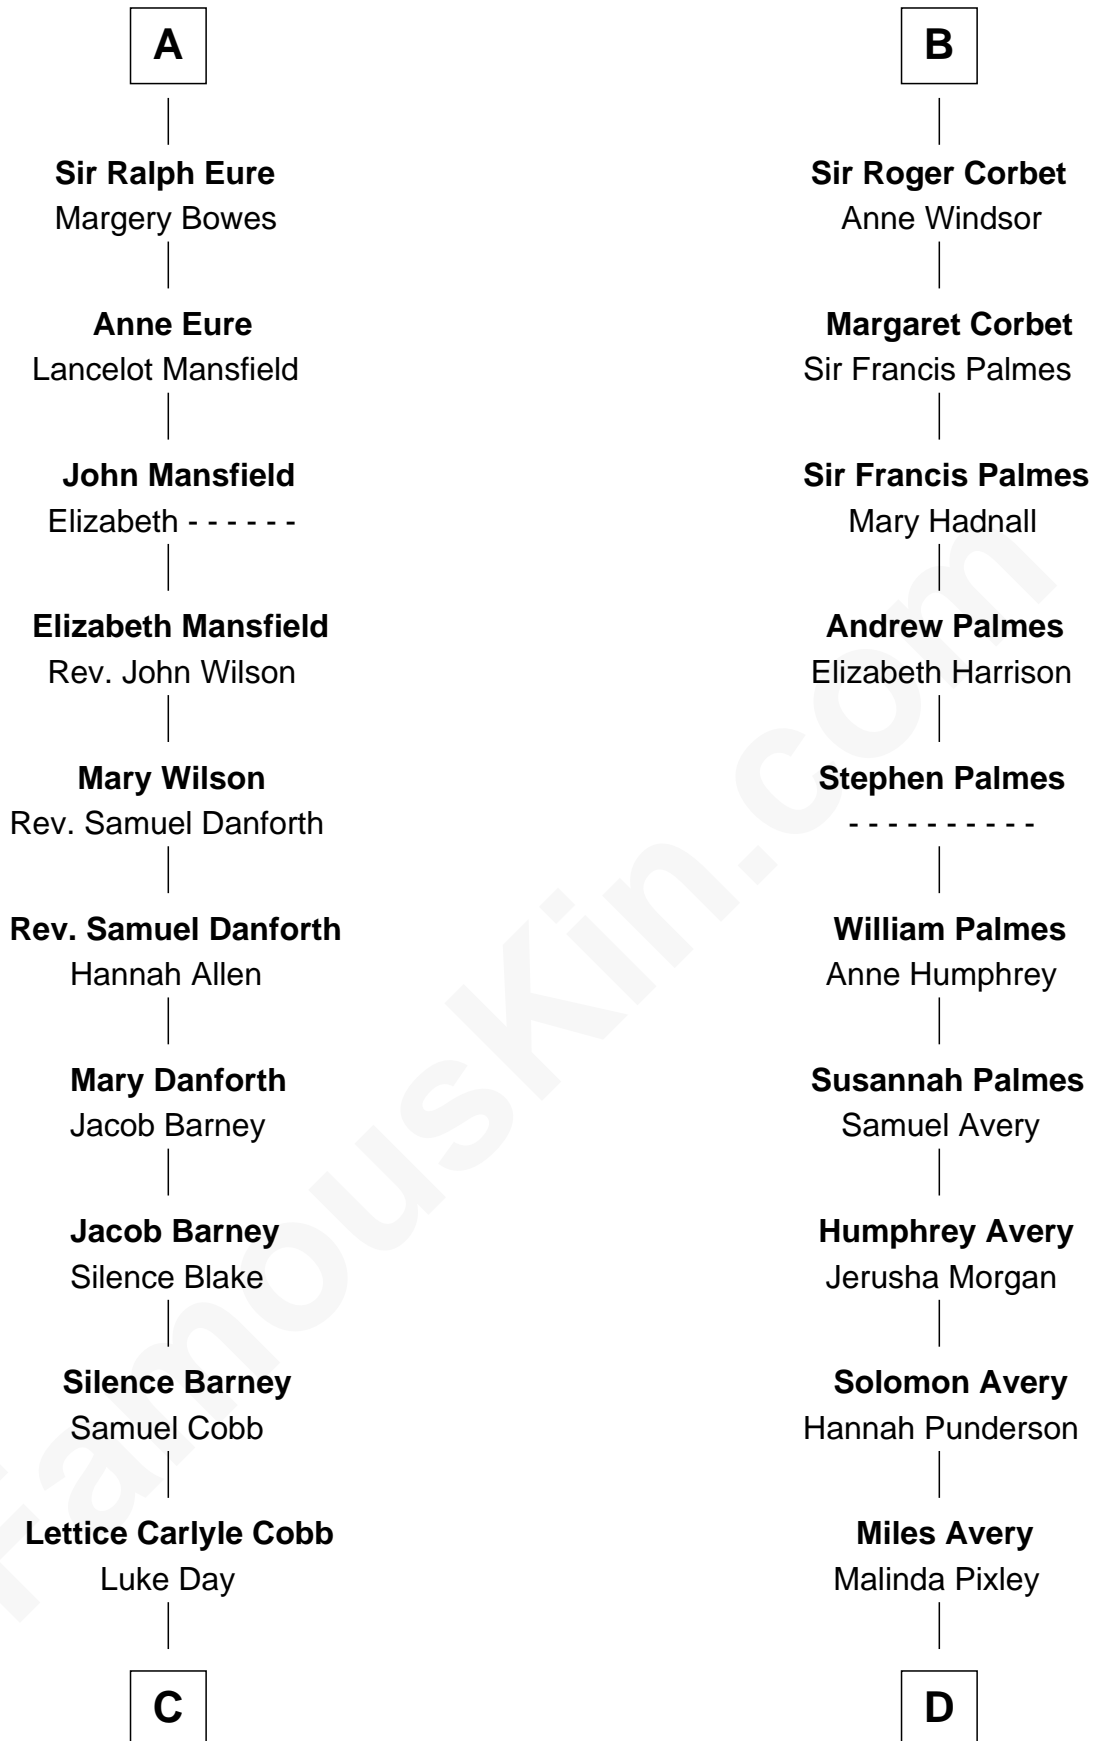 A
Sir Ralph Eure
Margery Bowes
Anne Eure
Lancelot Mansfield
John Mansfield
Elizabeth - - - - - -
Elizabeth Mansfield
Rev. John Wilson
Mary Wilson
Rev. Samuel Danforth
Rev. Samuel Danforth
Hannah Allen
Mary Danforth
Jacob Barney
Jacob Barney
Silence Blake
Silence Barney
Samuel Cobb
Lettice Carlyle Cobb
Luke Day
C
B
Sir Roger Corbet
Anne Windsor
Margaret Corbet
Sir Francis Palmes
Sir Francis Palmes
Mary Hadnall
Andrew Palmes
Elizabeth Harrison
Stephen Palmes
- - - - - - - - - -
William Palmes
Anne Humphrey
Susannah Palmes
Samuel Avery
Humphrey Avery
Jerusha Morgan
Solomon Avery
Hannah Punderson
Miles Avery
Malinda Pixley
D
FamousKin.com